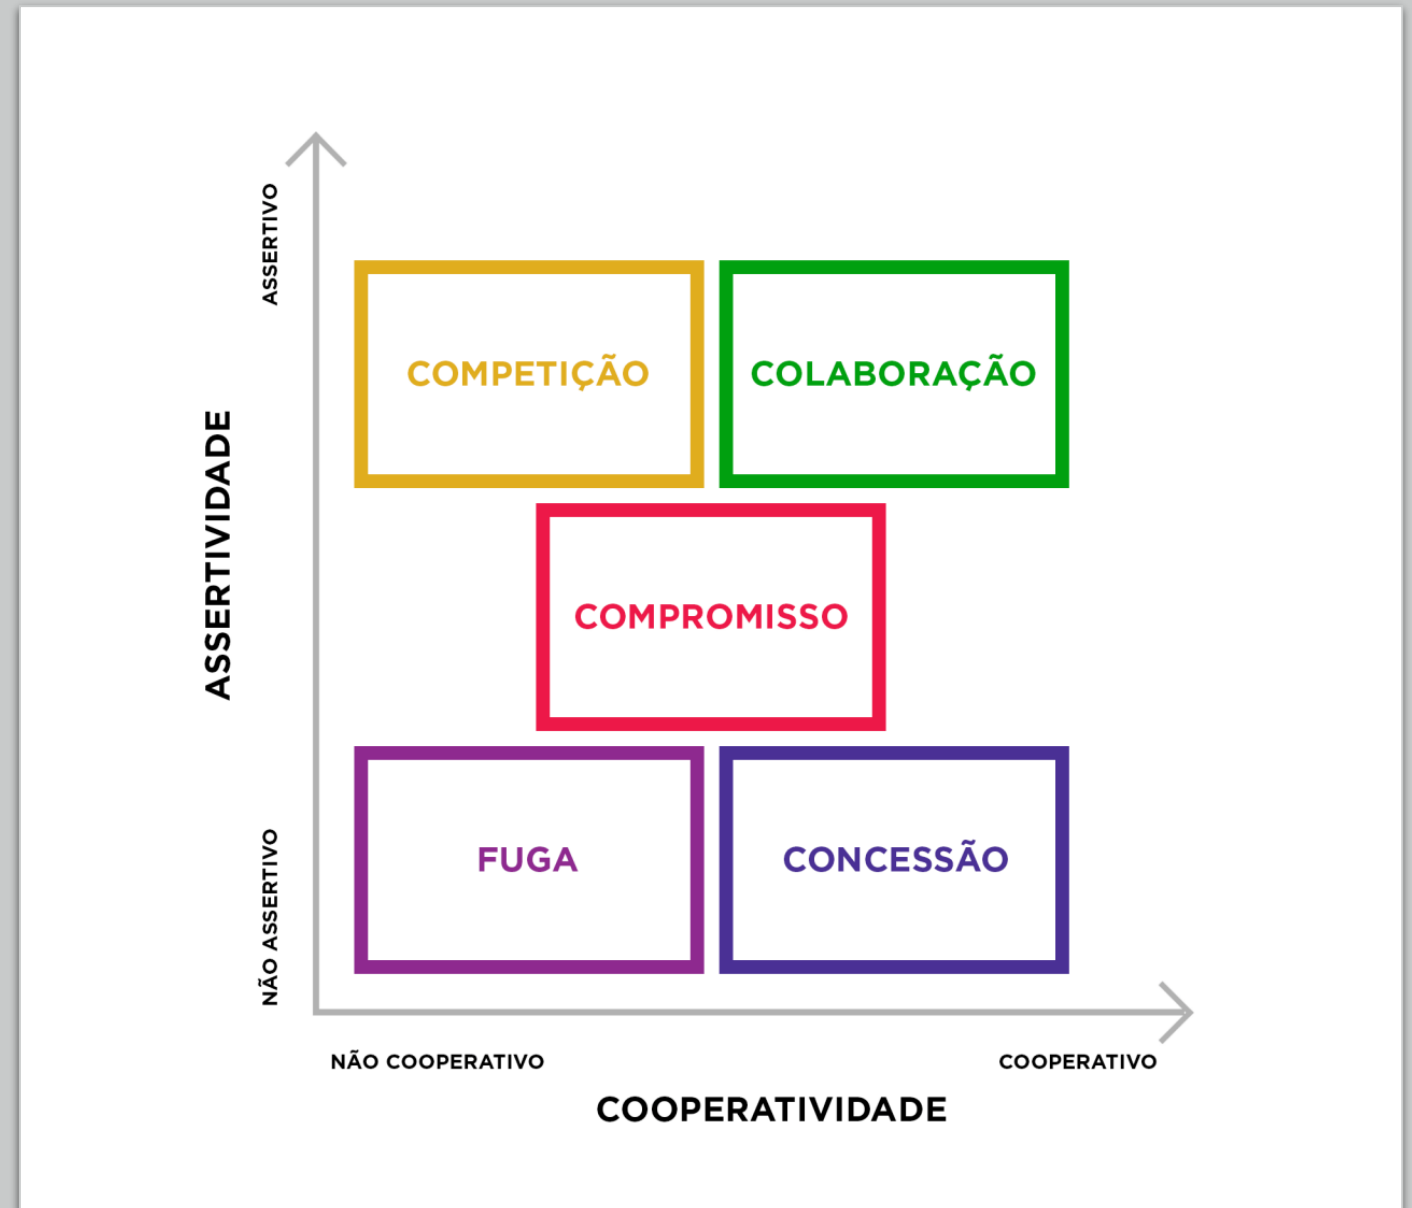 ASSERTIVO
COMPETIÇÃO
COLABORAÇÃO
ASSERTIVIDADE
COMPROMISSO
FUGA
CONCESSÃO
NÃO ASSERTIVO
NÃO COOPERATIVO
COOPERATIVO
COOPERATIVIDADE